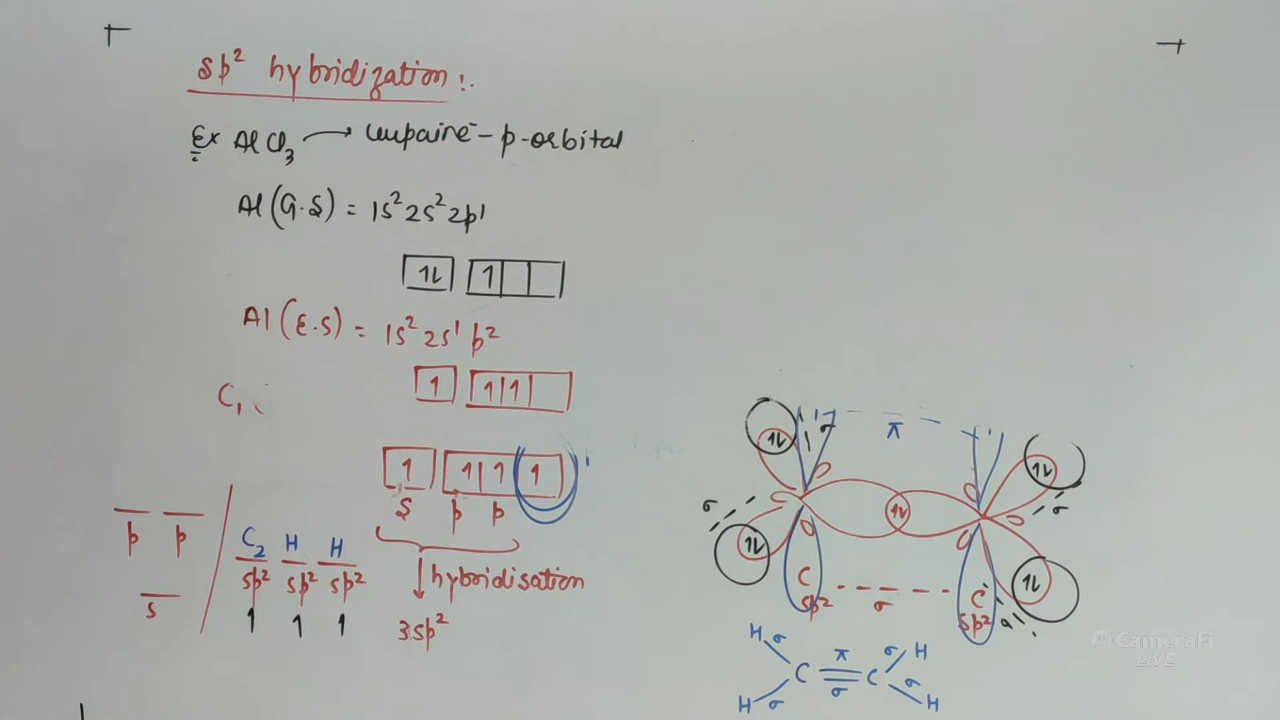 sp² hybridization :.
Ex AlCl₃ → unpaire - p-orbital
Al (G.S) = 1s² 2s² 2p¹
1L 1
Al (E.S) = 1s² 2s¹ p²
1 1 1
C₁
1 1 1 1
s p p
p p
s
C₂ H H
sp² sp² sp²
1 1 1
hybridisation
3sp²
π
σ
1L 1L
σ 1L σ
1L 1L
C σ C
sp² sp²
σ
H σ π σ H
C C
H σ σ σ H
CameraFi
LIVE